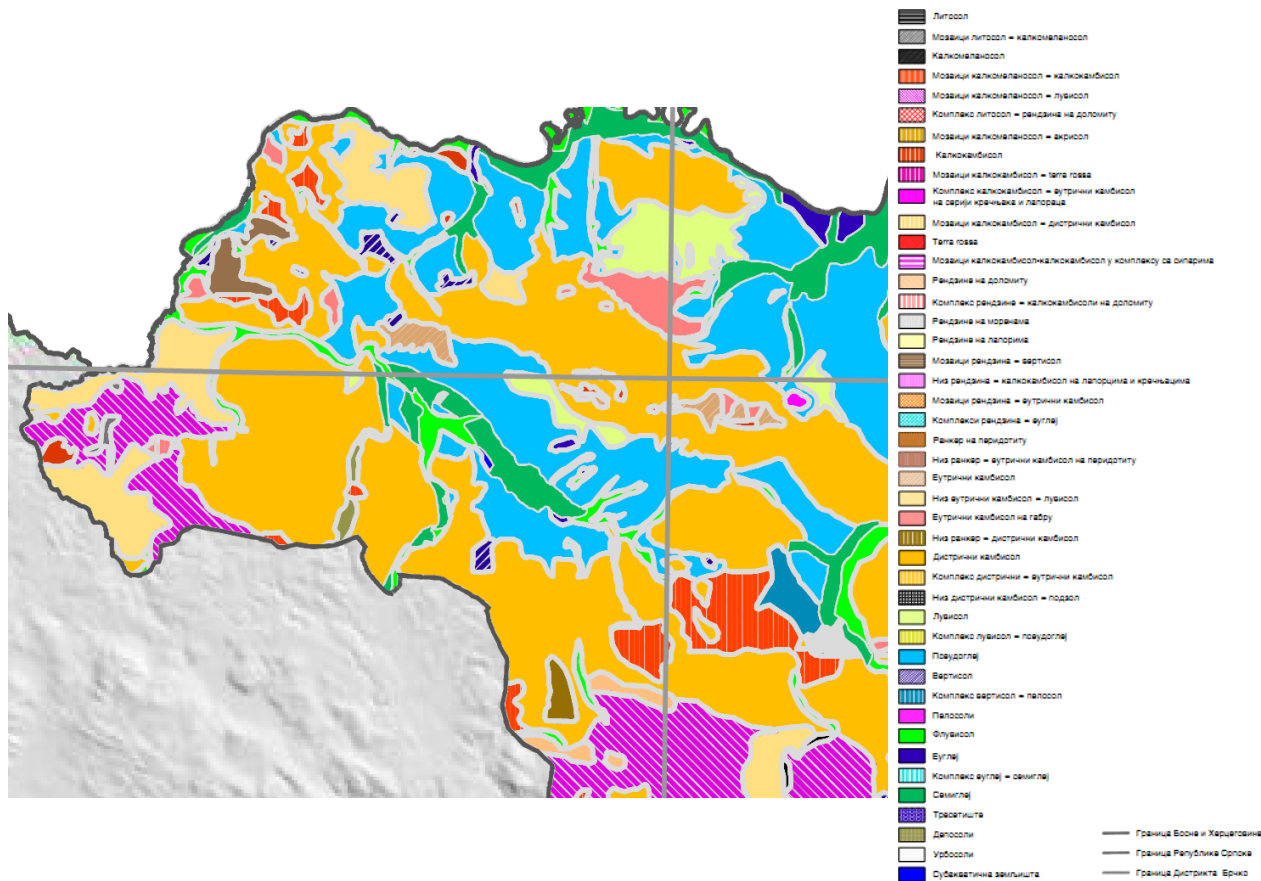 Литосол
Мозаици литосол = калкомеланосол
Калкомеланосол
Мозаици калкомеланосол = калкокамбисол
Мозаици калкомеланосол = лувисол
Комплекс литосол = рендзина на доломиту
Мозаици калкомеланосол = акрисол
Калкокамбисол
Мозаици калкокамбисол = terra rossa
Комплекс калкокамбисол = еутрични камбисол
на серији кречњака и лапораца
Мозаици калкокамбисол = дистрични камбисол
Terra rossa
Мозаици калкокамбисол=калкокамбисол у комплексу са сипарима
Рендзине на доломиту
Комплекс рендзине = калкокамбисоли на доломиту
Рендзине на моренама
Рендзине на лапорима
Мозаици рендзина = вертисол
Низ рендзина = калкокамбисол на лапорцима и кречњацима
Мозаици рендзина = еутрични камбисол
Комплекси рендзина = еуглеј
Ранкер на перидотиту
Низ ранкер = еутрични камбисол на перидотиту
Еутрични камбисол
Низ еутрични камбисол = лувисол
Еутрични камбисол на габру
Низ ранкер = дистрични камбисол
Дистрични камбисол
Комплекс дистрични = еутрични камбисол
Низ дистрични камбисол = подзол
Лувисол
Комплекс лувисол = псеудоглеј
Псеудоглеј
Вертисол
Комплекс вертисол = пелосол
Пелосоли
Флувисол
Еуглеј
Комплекс еуглеј = семиглеј
Семиглеј
Тресетиште
Депосоли
Урбосоли
Субакватична земљишта
Граница Босне и Херцеговине
Граница Републике Српске
Граница Дистрикта Брчко